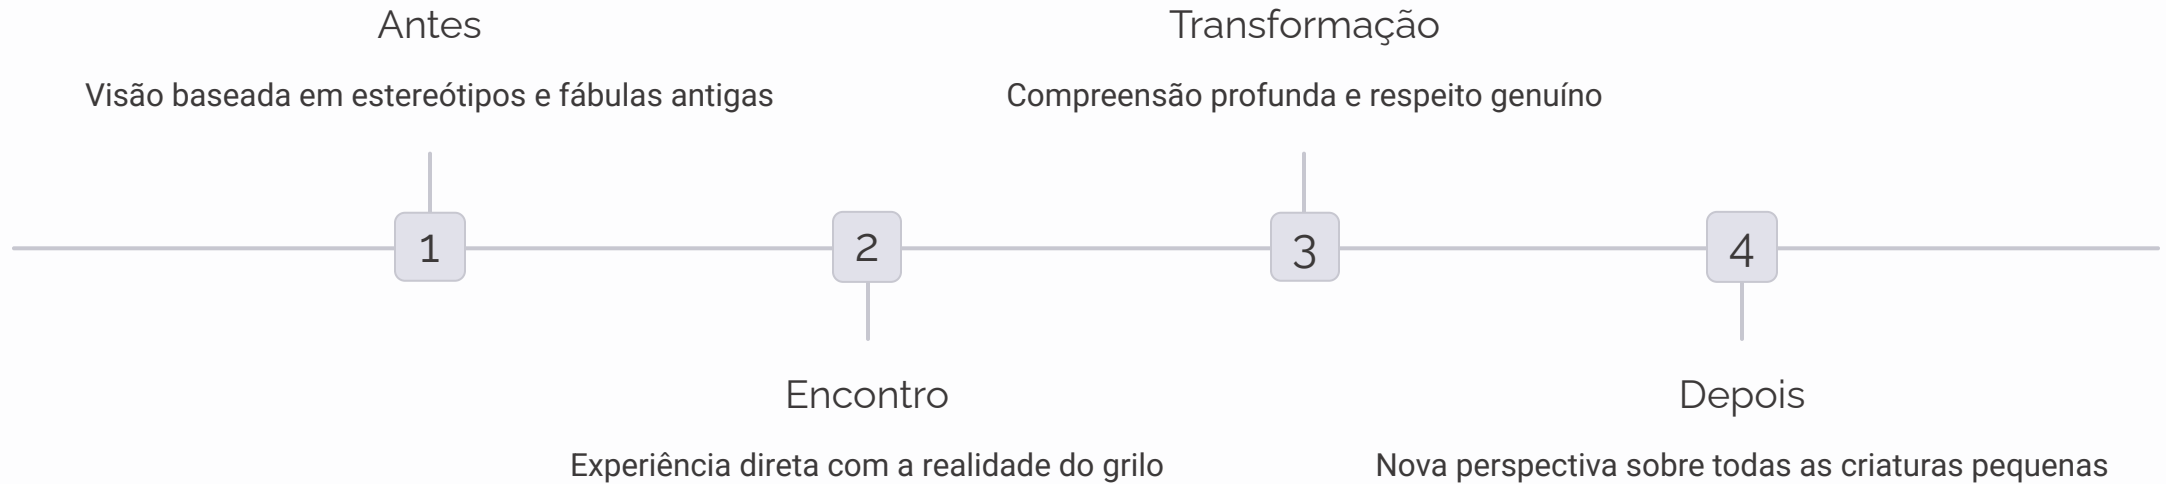 Antes
Visão baseada em estereótipos e fábulas antigas
1
2
Encontro
Experiência direta com a realidade do grilo
Transformação
Compreensão profunda e respeito genuíno
3
4
Depois
Nova perspectiva sobre todas as criaturas pequenas